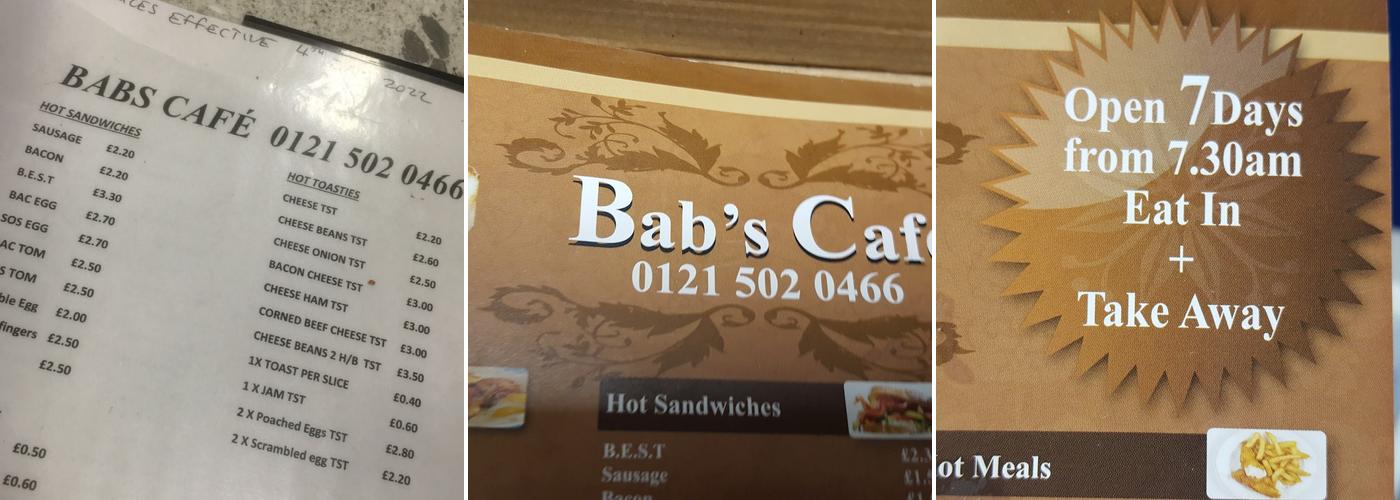 EFFECTIVE 4TH 2022
BABS CAFÉ 0121 502 0466
HOT SANDWICHES
SAUSAGE £2.20
BACON £2.20
B.E.S.T £3.30
BAC EGG £2.70
SOS EGG £2.70
TOM £2.50
TOM £2.50
Egg £2.00
fingers £2.50
£2.50
£0.50
£0.60
HOT TOASTIES
CHEESE TST £2.20
CHEESE BEANS TST £2.60
CHEESE ONION TST £2.50
BACON CHEESE TST £3.00
CHEESE HAM TST £3.00
CORNED BEEF CHEESE TST £3.00
CHEESE BEANS 2 H/B TST £3.50
1X TOAST PER SLICE £0.40
1 X JAM TST £0.60
2 X Poached Eggs TST £2.80
2 X Scrambled egg TST £2.20
Bab's Café
0121 502 0466
Hot Sandwiches
B.E.S.T
Sausage
Bacon
Open 7Days
from 7.30am
Eat In
+
Take Away
Meals